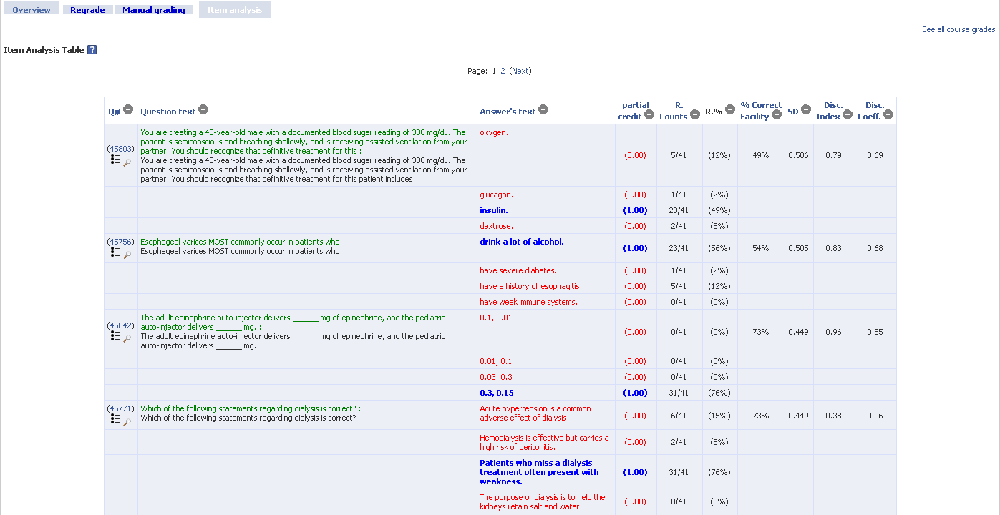 Overview Regrade Manual grading Item analysis
See all course grades
Item Analysis Table ?
Page: 1 2 (Next)
Q# Question text Answer's text partial credit R. Counts R.% % Correct Facility SD Disc. Index Disc. Coeff.
(45803)
You are treating a 40-year-old male with a documented blood sugar reading of 300 mg/dL. The
patient is semiconscious and breathing shallowly, and is receiving assisted ventilation from your
partner. You should recognize that definitive treatment for this :
You are treating a 40-year-old male with a documented blood sugar reading of 300 mg/dL. The
patient is semiconscious and breathing shallowly, and is receiving assisted ventilation from your
partner. You should recognize that definitive treatment for this patient includes:
oxygen. (0.00) 5/41 (12%) 49% 0.506 0.79 0.69
glucagon. (0.00) 1/41 (2%)
insulin. (1.00) 20/41 (49%)
dextrose. (0.00) 2/41 (5%)
(45756)
Esophageal varices MOST commonly occur in patients who: :
Esophageal varices MOST commonly occur in patients who:
drink a lot of alcohol. (1.00) 23/41 (56%) 54% 0.505 0.83 0.68
have severe diabetes. (0.00) 1/41 (2%)
have a history of esophagitis. (0.00) 5/41 (12%)
have weak immune systems. (0.00) 0/41 (0%)
(45842)
The adult epinephrine auto-injector delivers ______ mg of epinephrine, and the pediatric
auto-injector delivers ______ mg. :
The adult epinephrine auto-injector delivers ______ mg of epinephrine, and the pediatric
auto-injector delivers ______ mg.
0.1, 0.01 (0.00) 0/41 (0%) 73% 0.449 0.96 0.85
0.01, 0.1 (0.00) 0/41 (0%)
0.03, 0.3 (0.00) 0/41 (0%)
0.3, 0.15 (1.00) 31/41 (76%)
(45771)
Which of the following statements regarding dialysis is correct? :
Which of the following statements regarding dialysis is correct?
Acute hypertension is a common
adverse effect of dialysis. (0.00) 6/41 (15%) 73% 0.449 0.38 0.06
Hemodialysis is effective but carries a
high risk of peritonitis. (0.00) 2/41 (5%)
Patients who miss a dialysis
treatment often present with
weakness. (1.00) 31/41 (76%)
The purpose of dialysis is to help the
kidneys retain salt and water. (0.00) 0/41 (0%)